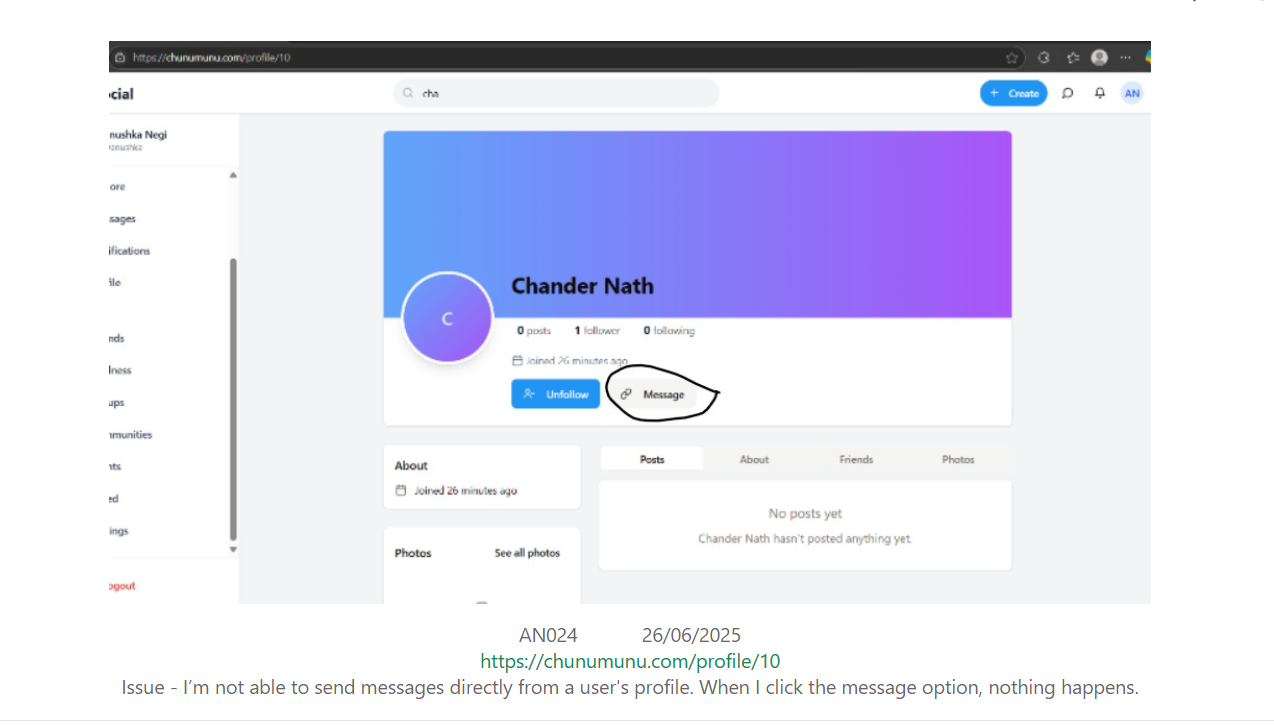 https://chunumunu.com/profile/10
cial
cha
+ Create
AN
nushka Negi
ore
sages
ifications
file
nds
lness
ups
mmunities
nts
ed
ings
ogout
Chander Nath
C
0 posts 1 follower 0 following
Joined 26 minutes ago
Unfollow Message
About
Joined 26 minutes ago
Photos See all photos
Posts About Friends Photos
No posts yet
Chander Nath hasn't posted anything yet.
AN024 26/06/2025
https://chunumunu.com/profile/10
Issue - I’m not able to send messages directly from a user's profile. When I click the message option, nothing happens.